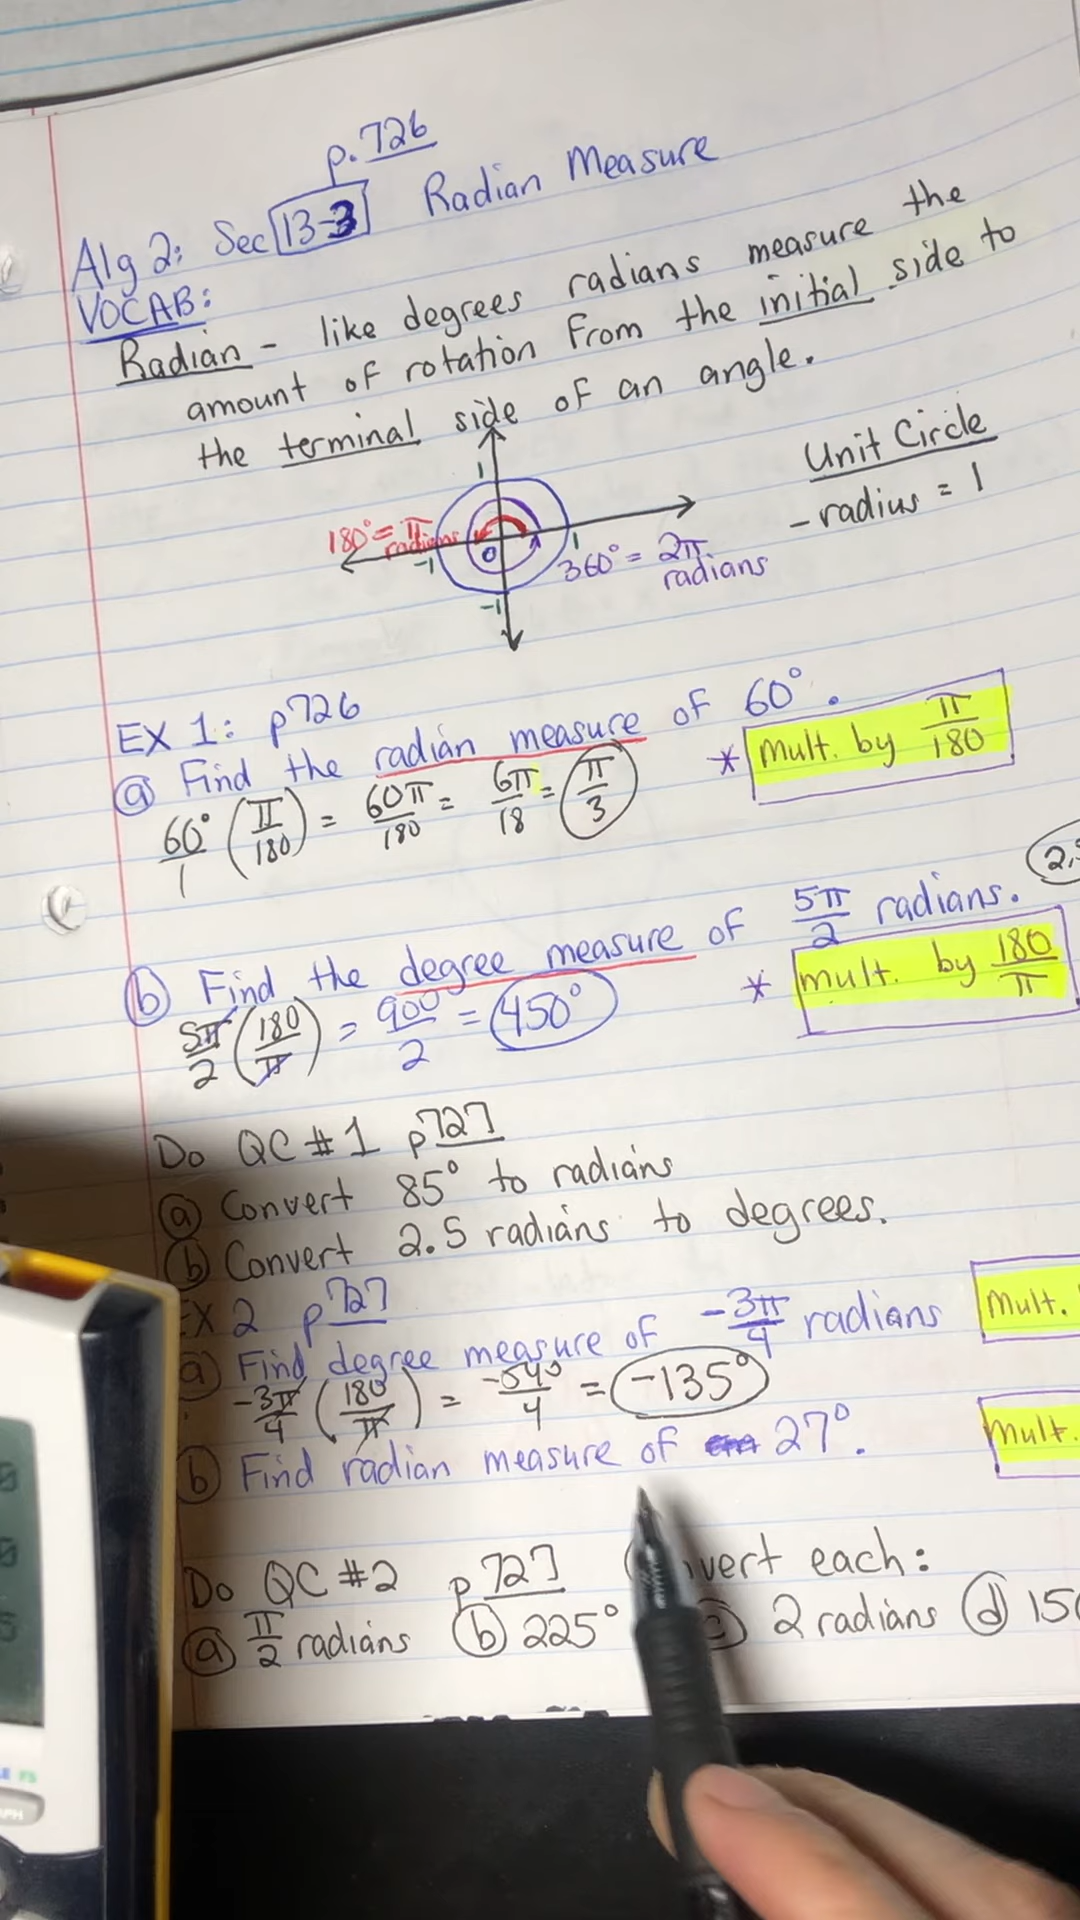 p.726
Alg 2: Sec 13-3 Radian Measure
VOCAB:
Radian - like degrees radians measure the
amount of rotation from the initial side to
the terminal side of an angle.
Unit Circle
- radius = 1
1
180° = π
radians
-1
0
1
360° = 2π
radians
-1
EX 1: p726
a) Find the radian measure of 60°.
* mult. by π/180
60°/1 (π/180) = 60π/180 = 6π/18 = π/3
b) Find the degree measure of 5π/2 radians.
* mult. by 180/π
5π/2 (180/π) = 900/2 = 450°
Do QC #1 p727
a) Convert 85° to radians
b) Convert 2.5 radians to degrees.
EX 2 p727
a) Find degree measure of -3π/4 radians
mult.
-3π/4 (180/π) = -540/4 = -135°
b) Find radian measure of 27°.
mult.
Do QC #2 p727 each:
a) π/2 radians b) 225° c) 2 radians d)